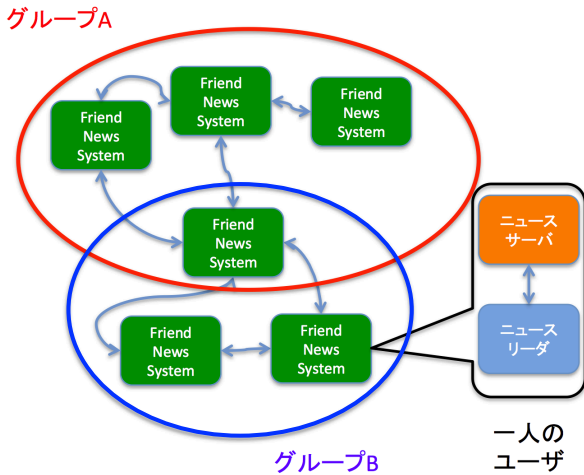 グループA
Friend
News
System
Friend
News
System
Friend
News
System
Friend
News
System
Friend
News
System
Friend
News
System
ニュース
サーバ
ニュース
リーダ
一人の
ユーザ
グループB